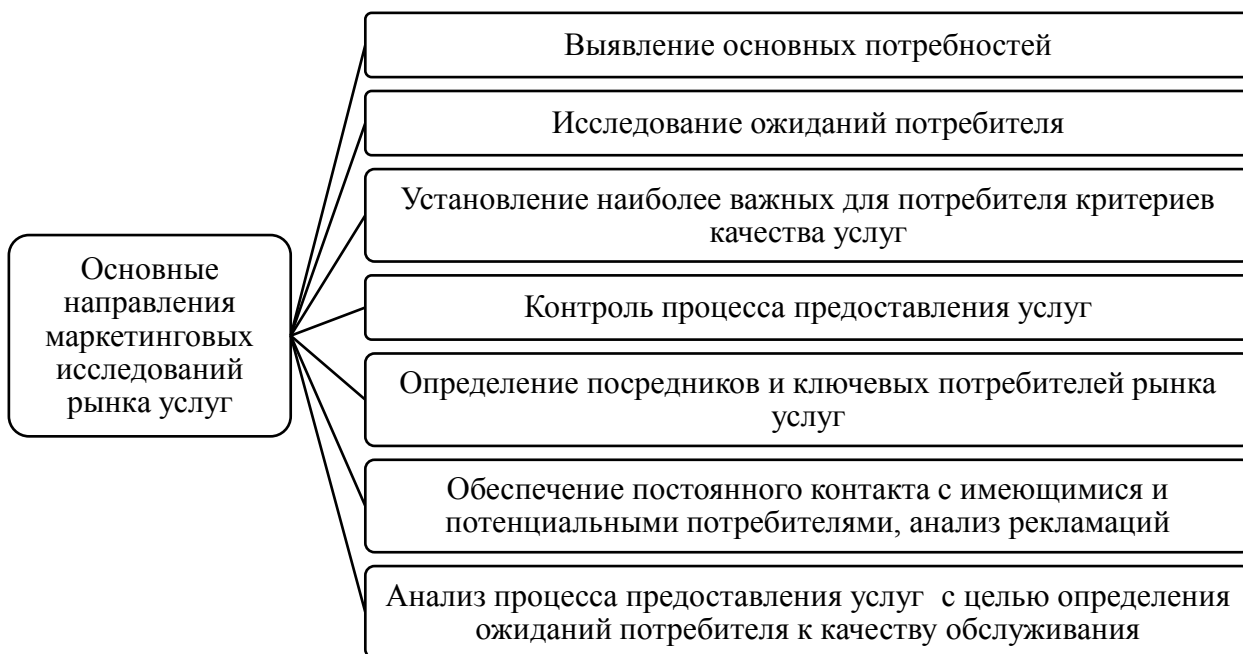 Основные
направления
маркетинговых
исследований
рынка услуг
Выявление основных потребностей
Исследование ожиданий потребителя
Установление наиболее важных для потребителя критериев
качества услуг
Контроль процесса предоставления услуг
Определение посредников и ключевых потребителей рынка
услуг
Обеспечение постоянного контакта с имеющимися и
потенциальными потребителями, анализ рекламаций
Анализ процесса предоставления услуг с целью определения
ожиданий потребителя к качеству обслуживания